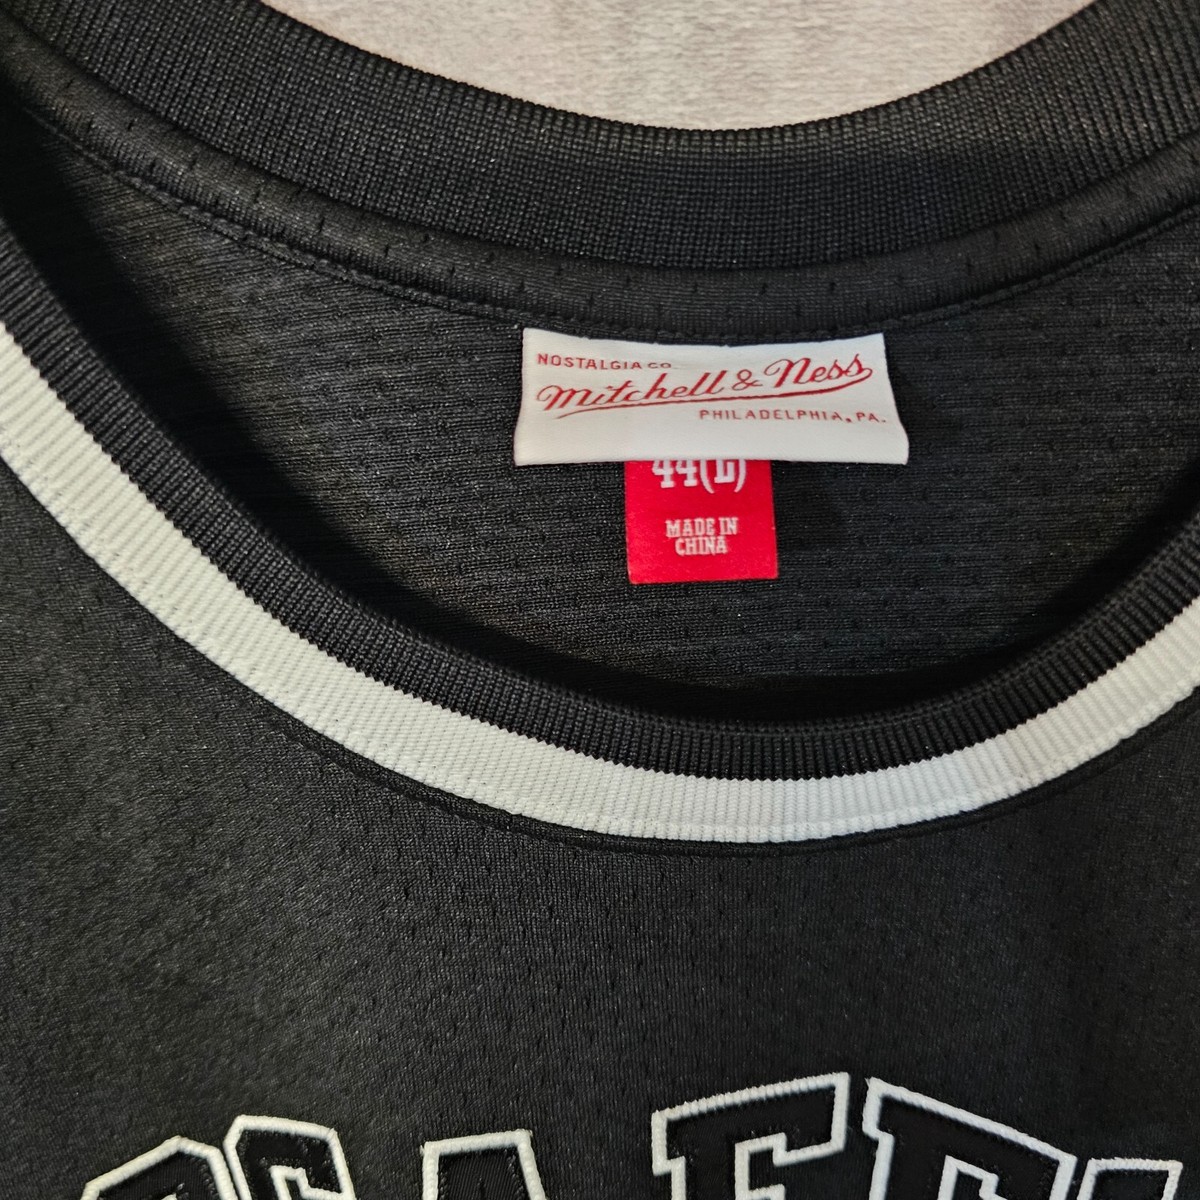 NOSTALGIA CO.
Mitchell & Ness
PHILADELPHIA, PA.
44(L)
MADE IN
CHINA